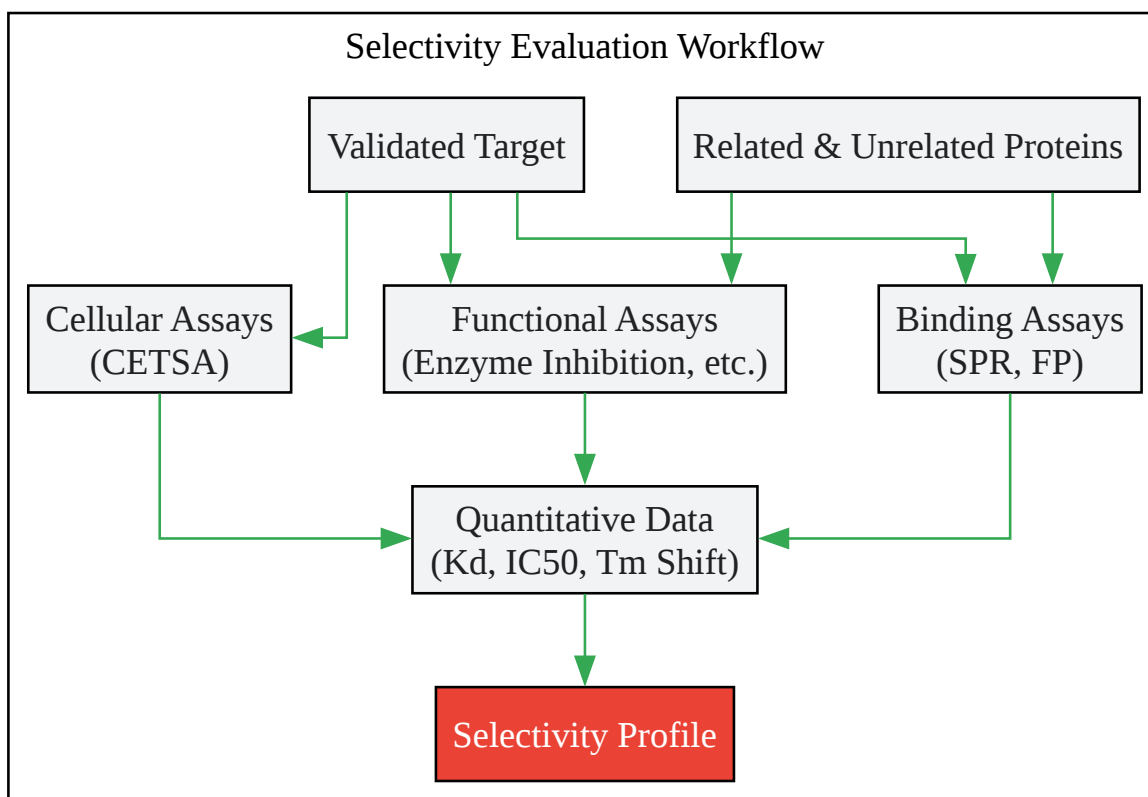 Selectivity Evaluation Workflow
Validated Target
Related & Unrelated Proteins
Cellular Assays
(CETSA)
Functional Assays
(Enzyme Inhibition, etc.)
Binding Assays
(SPR, FP)
Quantitative Data
(Kd, IC50, Tm Shift)
Selectivity Profile